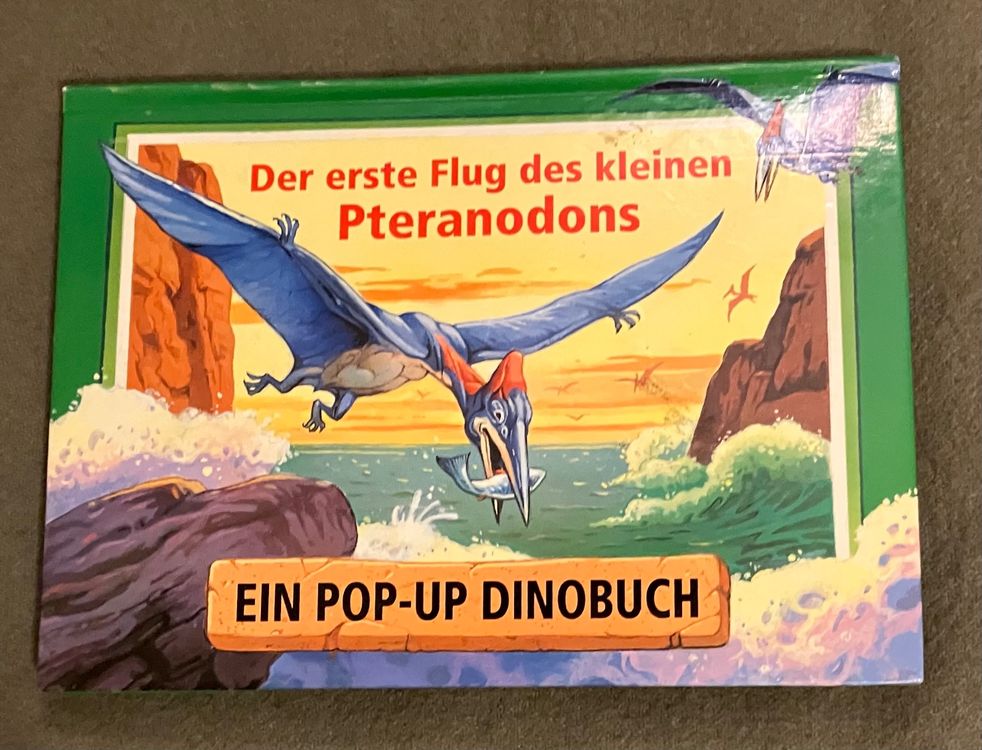 Der erste Flug des kleinen
Pteranodons
EIN POP-UP DINOBUCH